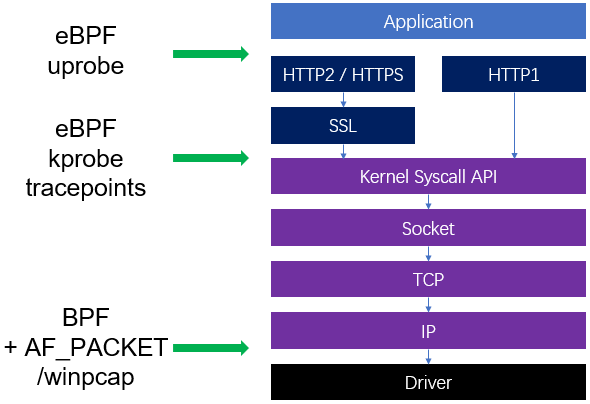 Application
eBPF
uprobe
HTTP2 / HTTPS
HTTP1
SSL
eBPF
kprobe
tracepoints
Kernel Syscall API
Socket
TCP
BPF
+ AF_PACKET
/winpcap
IP
Driver